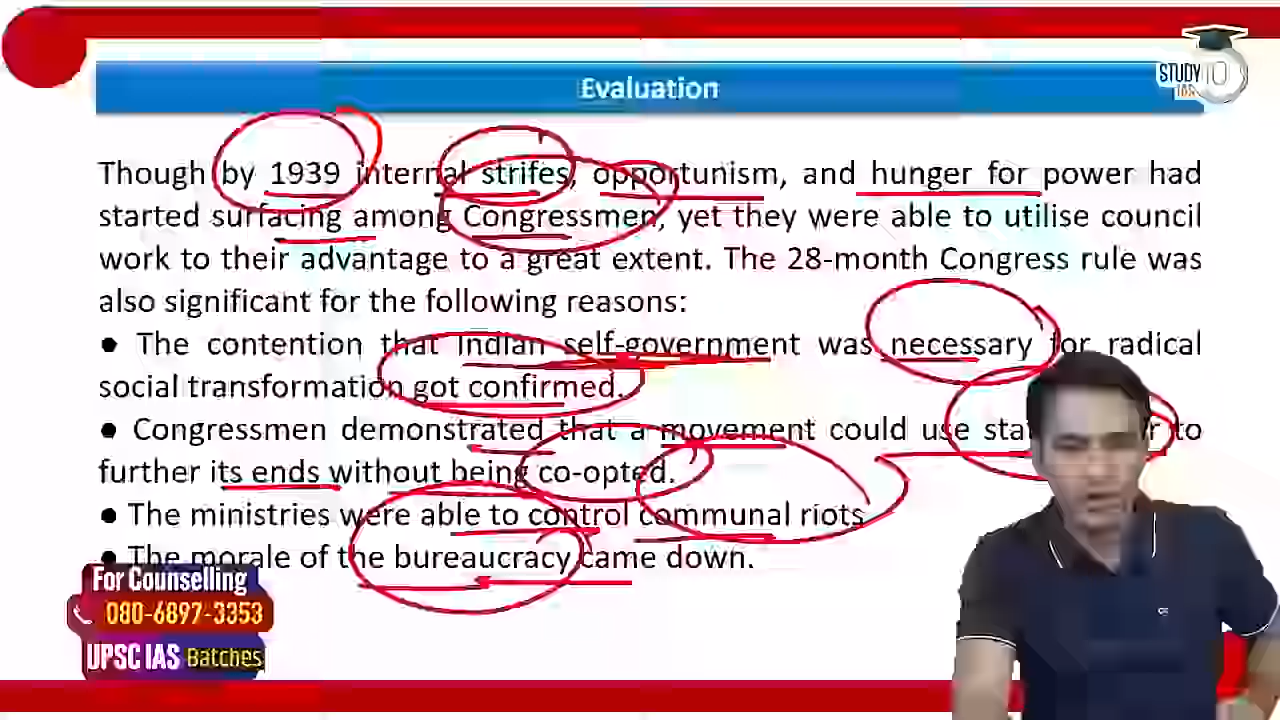 Evaluation
STUDY
IAS
Though by 1939 internal strifes, opportunism, and hunger for power had
started surfacing among Congressmen, yet they were able to utilise council
work to their advantage to a great extent. The 28-month Congress rule was
also significant for the following reasons:
● The contention that Indian self-government was necessary for radical
social transformation got confirmed.
● Congressmen demonstrated that a movement could use to
further its ends without being co-opted.
● The ministries were able to control communal riots
● The morale of the bureaucracy came down.
For Counselling
080-6897-3353
UPSC IAS Batches